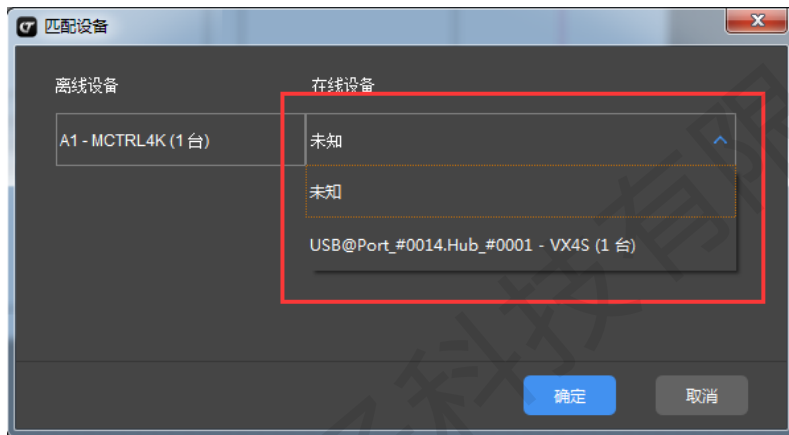 匹配设备
离线设备 在线设备
A1 - MCTRL4K (1 台) 未知
未知
USB@Port_#0014.Hub_#0001 - VX4S (1 台)
确定 取消